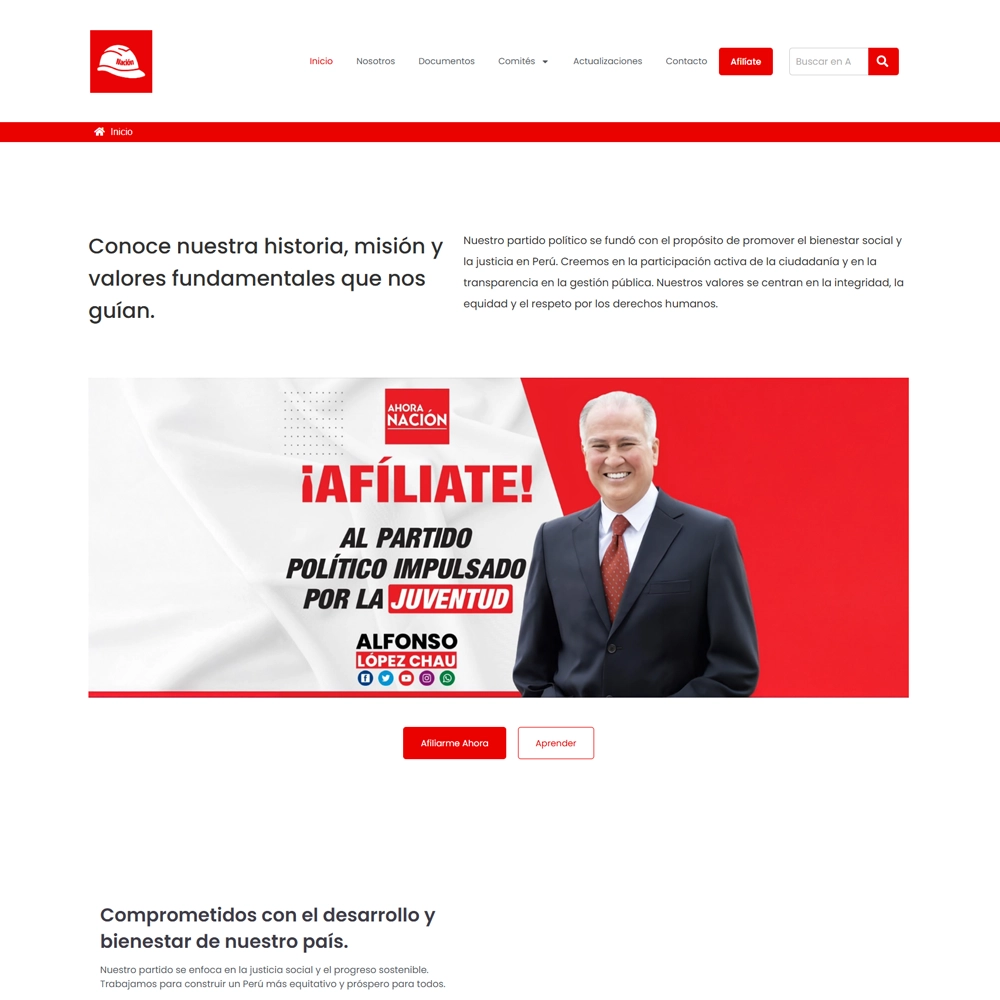 Nación
Inicio
Nosotros
Documentos
Comités
Actualizaciones
Contacto
Afíliate
Buscar en A
Inicio
Conoce nuestra historia, misión y
valores fundamentales que nos
guían.
Nuestro partido político se fundó con el propósito de promover el bienestar social y
la justicia en Perú. Creemos en la participación activa de la ciudadanía y en la
transparencia en la gestión pública. Nuestros valores se centran en la integridad, la
equidad y el respeto por los derechos humanos.
AHORA
NACIÓN
¡AFÍLIATE!
AL PARTIDO
POLÍTICO IMPULSADO
POR LA JUVENTUD
ALFONSO
LÓPEZ CHAU
Afiliarme Ahora
Aprender
Comprometidos con el desarrollo y
bienestar de nuestro país.
Nuestro partido se enfoca en la justicia social y el progreso sostenible.
Trabajamos para construir un Perú más equitativo y próspero para todos.